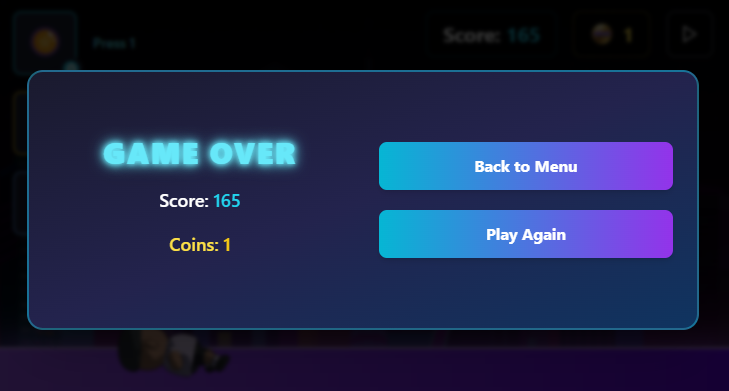 Press 1
Score: 165
1
GAME OVER
Score: 165
Coins: 1
Back to Menu
Play Again